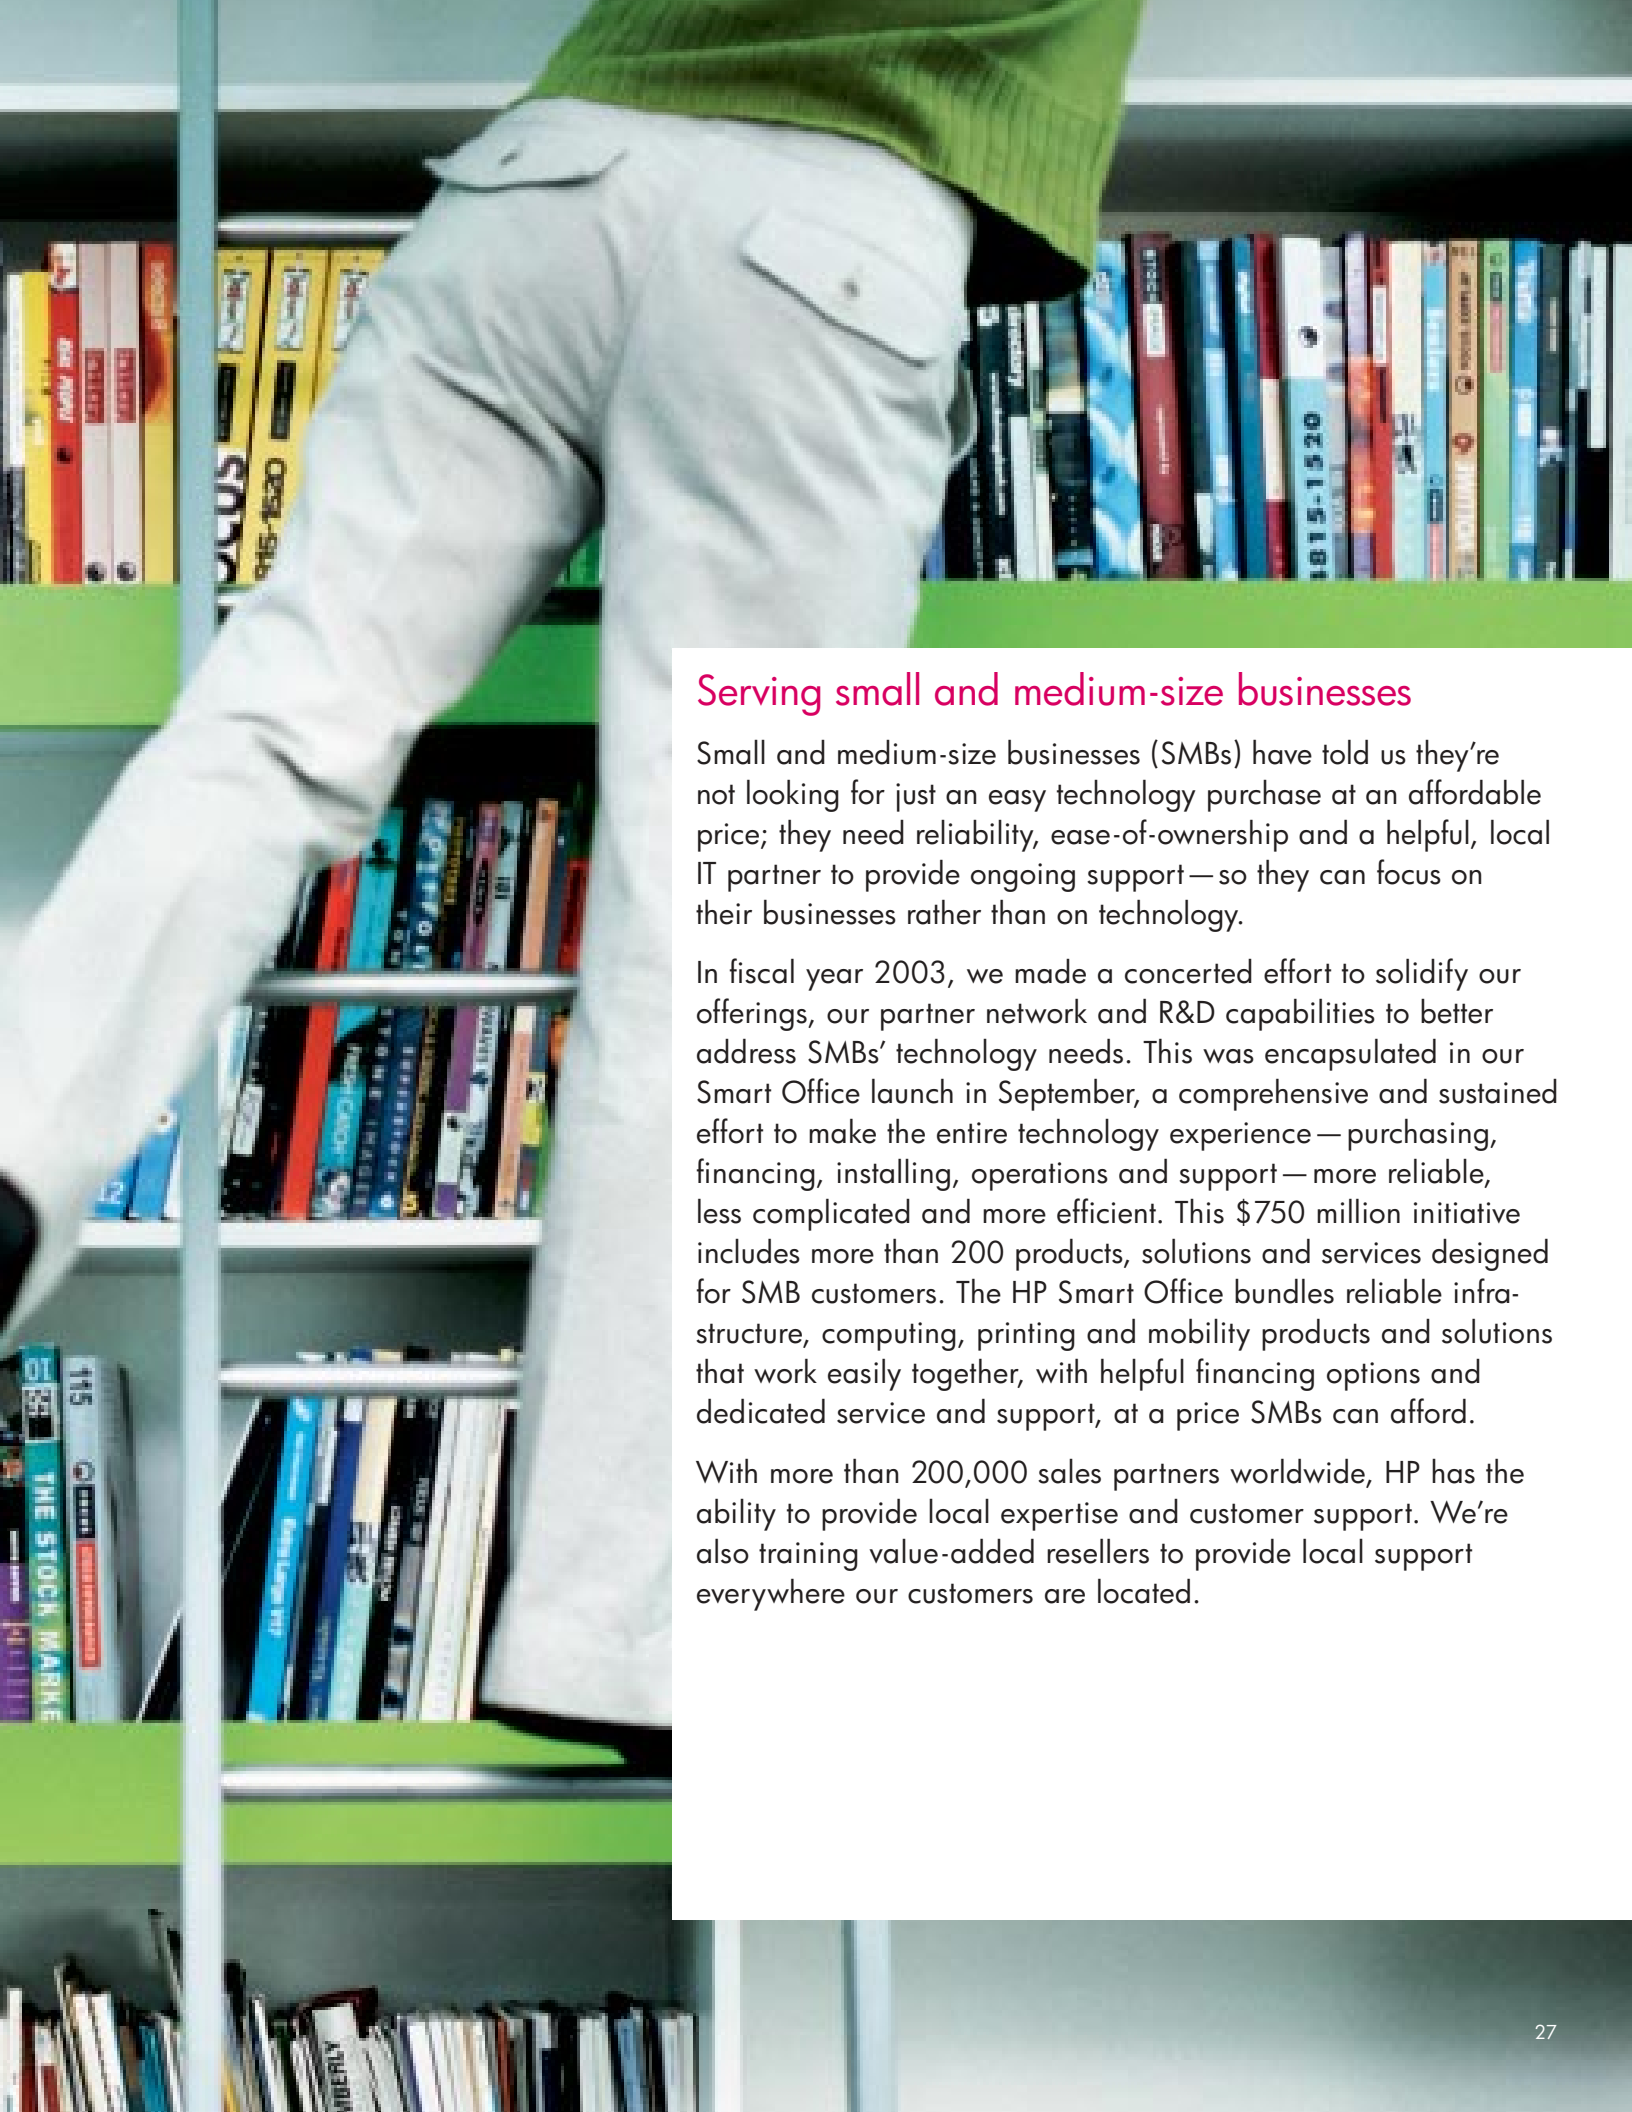 Serving small and medium-size businesses
Small and medium-size businesses (SMBs) have told us they’re
not looking for just an easy technology purchase at an affordable
price; they need reliability, ease-of-ownership and a helpful, local
IT partner to provide ongoing support — so they can focus on
their businesses rather than on technology.
In fiscal year 2003, we made a concerted effort to solidify our
offerings, our partner network and R&D capabilities to better
address SMBs’ technology needs. This was encapsulated in our
Smart Office launch in September, a comprehensive and sustained
effort to make the entire technology experience — purchasing,
financing, installing, operations and support — more reliable,
less complicated and more efficient. This $750 million initiative
includes more than 200 products, solutions and services designed
for SMB customers. The HP Smart Office bundles reliable infra-
structure, computing, printing and mobility products and solutions
that work easily together, with helpful financing options and
dedicated service and support, at a price SMBs can afford.
With more than 200,000 sales partners worldwide, HP has the
ability to provide local expertise and customer support. We’re
also training value-added resellers to provide local support
everywhere our customers are located.
4815-1520
THE STOCK MARKE
115
27